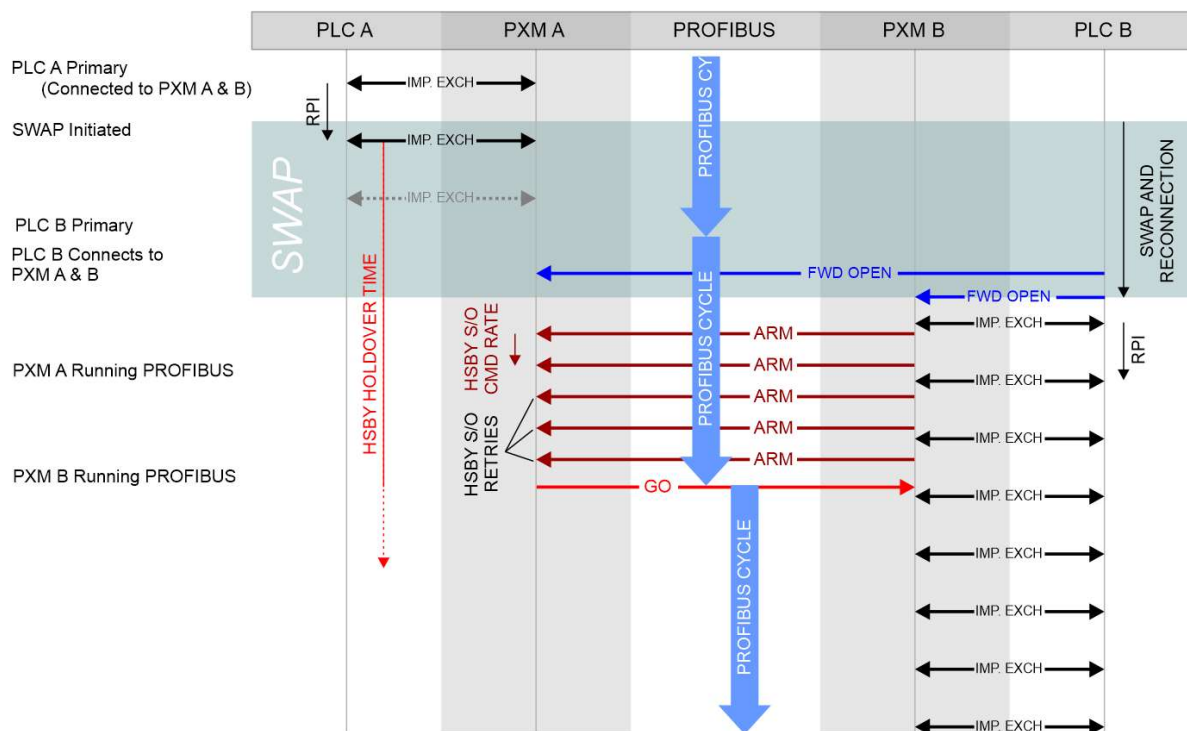 PLC A
PXM A
PROFIBUS
PXM B
PLC B
PLC A Primary
(Connected to PXM A & B)
IMP. EXCH
RPI
PROFIBUS CY
SWAP Initiated
IMP. EXCH
SWAP
IMP. EXCH
SWAP AND
RECONNECTION
PLC B Primary
PLC B Connects to
PXM A & B
FWD OPEN
FWD OPEN
HSBY HOLDOVER TIME
HSBY S/O
CMD RATE
PROFIBUS CYCLE
IMP. EXCH
ARM
RPI
PXM A Running PROFIBUS
ARM
IMP. EXCH
ARM
HSBY S/O
RETRIES
ARM
IMP. EXCH
ARM
PXM B Running PROFIBUS
GO
IMP. EXCH
PROFIBUS CYCLE
IMP. EXCH
IMP. EXCH
IMP. EXCH
IMP. EXCH